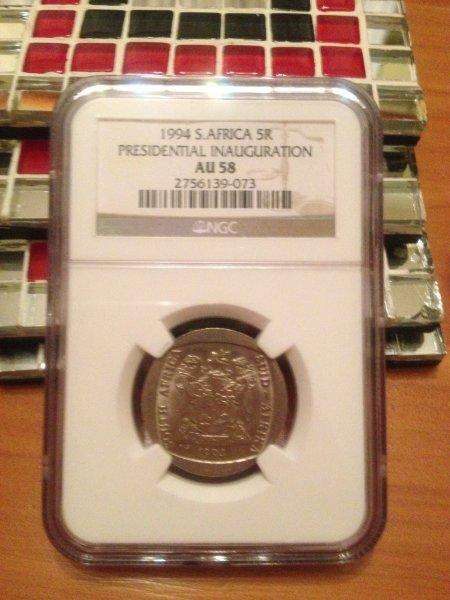 1994 S.AFRICA 5R
PRESIDENTIAL INAUGURATION
AU 58
2756139-073
NGC
SOUTH AFRICA
SUID-AFRIKA